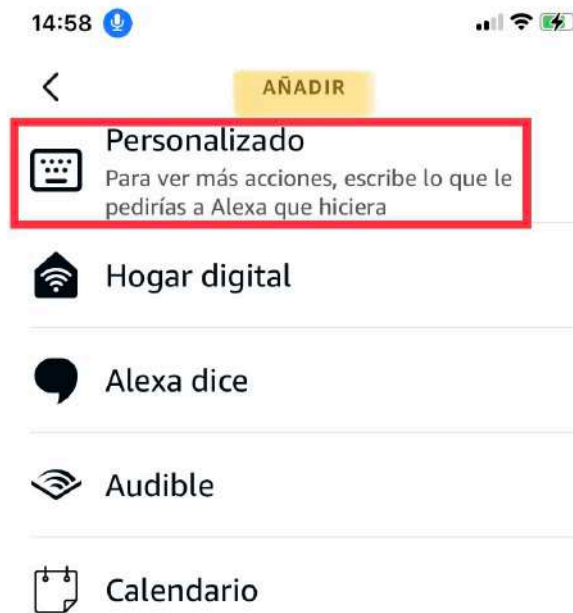 14:58
AÑADIR
Personalizado
Para ver más acciones, escribe lo que le
pedirías a Alexa que hiciera
Hogar digital
Alexa dice
Audible
Calendario